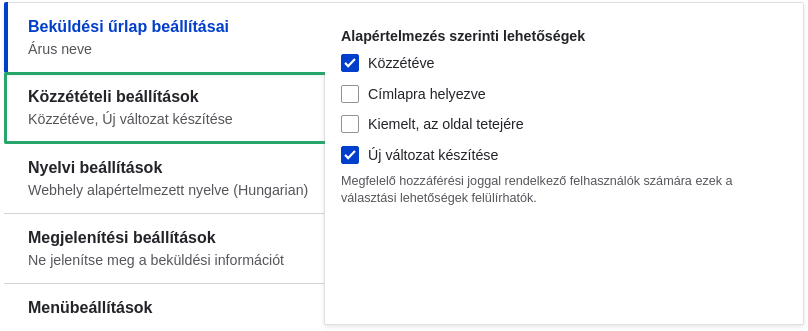 Beküldési űrlap beállításai
Árus neve
Közzétételi beállítások
Közzétéve, Új változat készítése
Nyelvi beállítások
Webhely alapértelmezett nyelve (Hungarian)
Megjelenítési beállítások
Ne jelenítse meg a beküldési információt
Menübeállítások
Alapértelmezés szerinti lehetőségek
Közzétéve
Címlapra helyezve
Kiemelt, az oldal tetejére
Új változat készítése
Megfelelő hozzáférési joggal rendelkező felhasználók számára ezek a
választási lehetőségek felülírhatók.